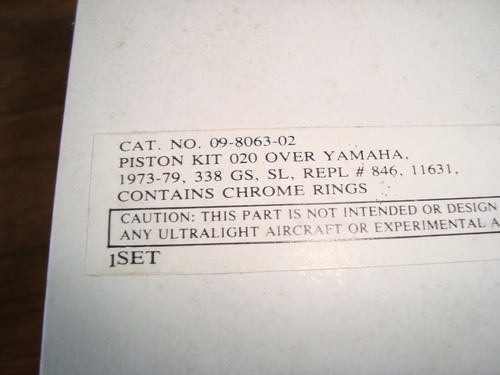 CAT. NO. 09-8063-02
PISTON KIT 020 OVER YAMAHA,
1973-79, 338 GS, SL, REPL # 846, 11631,
CONTAINS CHROME RINGS
CAUTION: THIS PART IS NOT INTENDED OR DESIGN
ANY ULTRALIGHT AIRCRAFT OR EXPERIMENTAL A
1SET